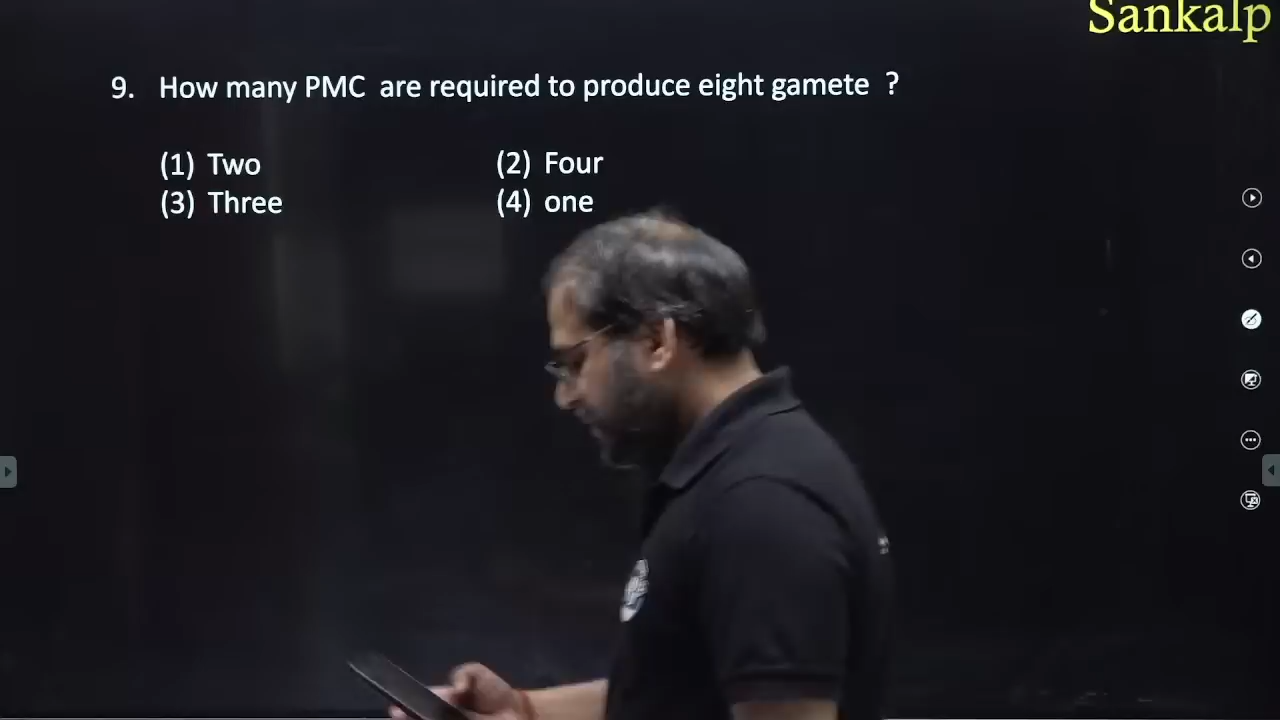 Sankalp
9. How many PMC are required to produce eight gamete ?
(1) Two (2) Four
(3) Three (4) one